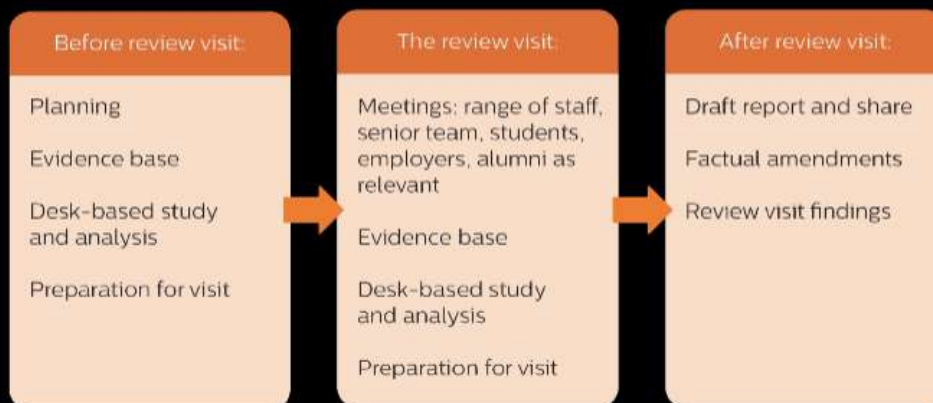 Before review visit:
Planning
Evidence base
Desk-based study
and analysis
Preparation for visit
The review visit:
Meetings: range of staff,
senior team, students,
employers, alumni as
relevant
Evidence base
Desk-based study
and analysis
Preparation for visit
After review visit:
Draft report and share
Factual amendments
Review visit findings